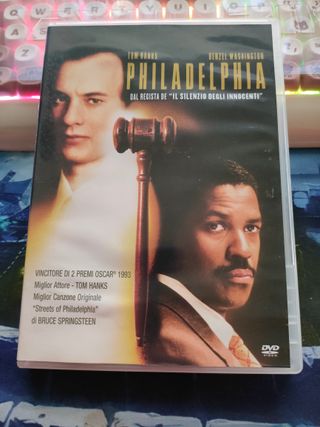 TOM HANKS DENZEL WASHINGTON
PHILADELPHIA
DAL REGISTA DE "IL SILENZIO DEGLI INNOCENTI"
VINCITORE DI 2 PREMI OSCAR® 1993
Miglior Attore - TOM HANKS
Miglior Canzone Originale
"Streets of Philadelphia"
di BRUCE SPRINGSTEEN
DVD
VIDEO